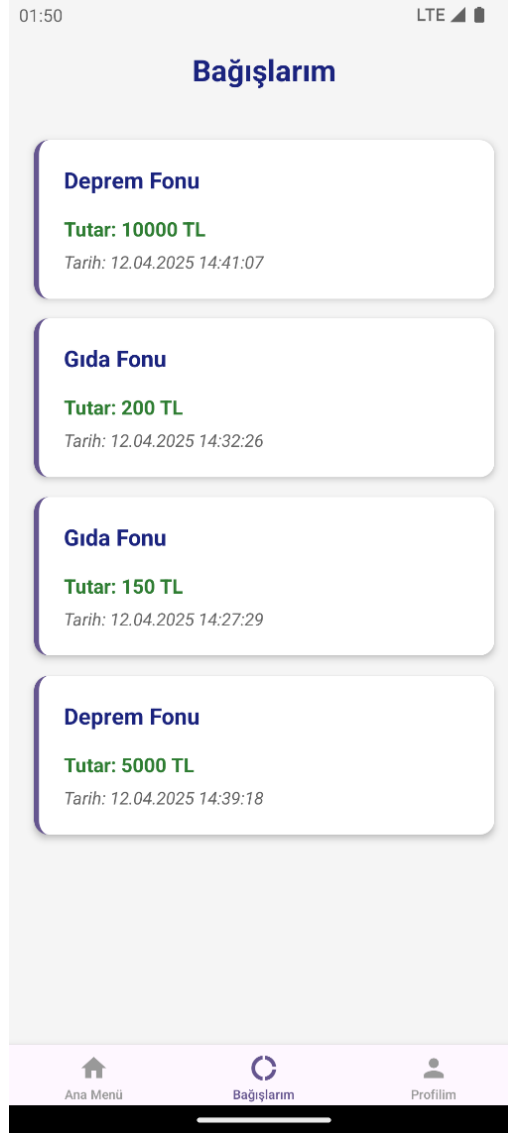 01:50 LTE
Bağışlarım
Deprem Fonu
Tutar: 10000 TL
Tarih: 12.04.2025 14:41:07
Gıda Fonu
Tutar: 200 TL
Tarih: 12.04.2025 14:32:26
Gıda Fonu
Tutar: 150 TL
Tarih: 12.04.2025 14:27:29
Deprem Fonu
Tutar: 5000 TL
Tarih: 12.04.2025 14:39:18
Ana Menü Bağışlarım Profilim